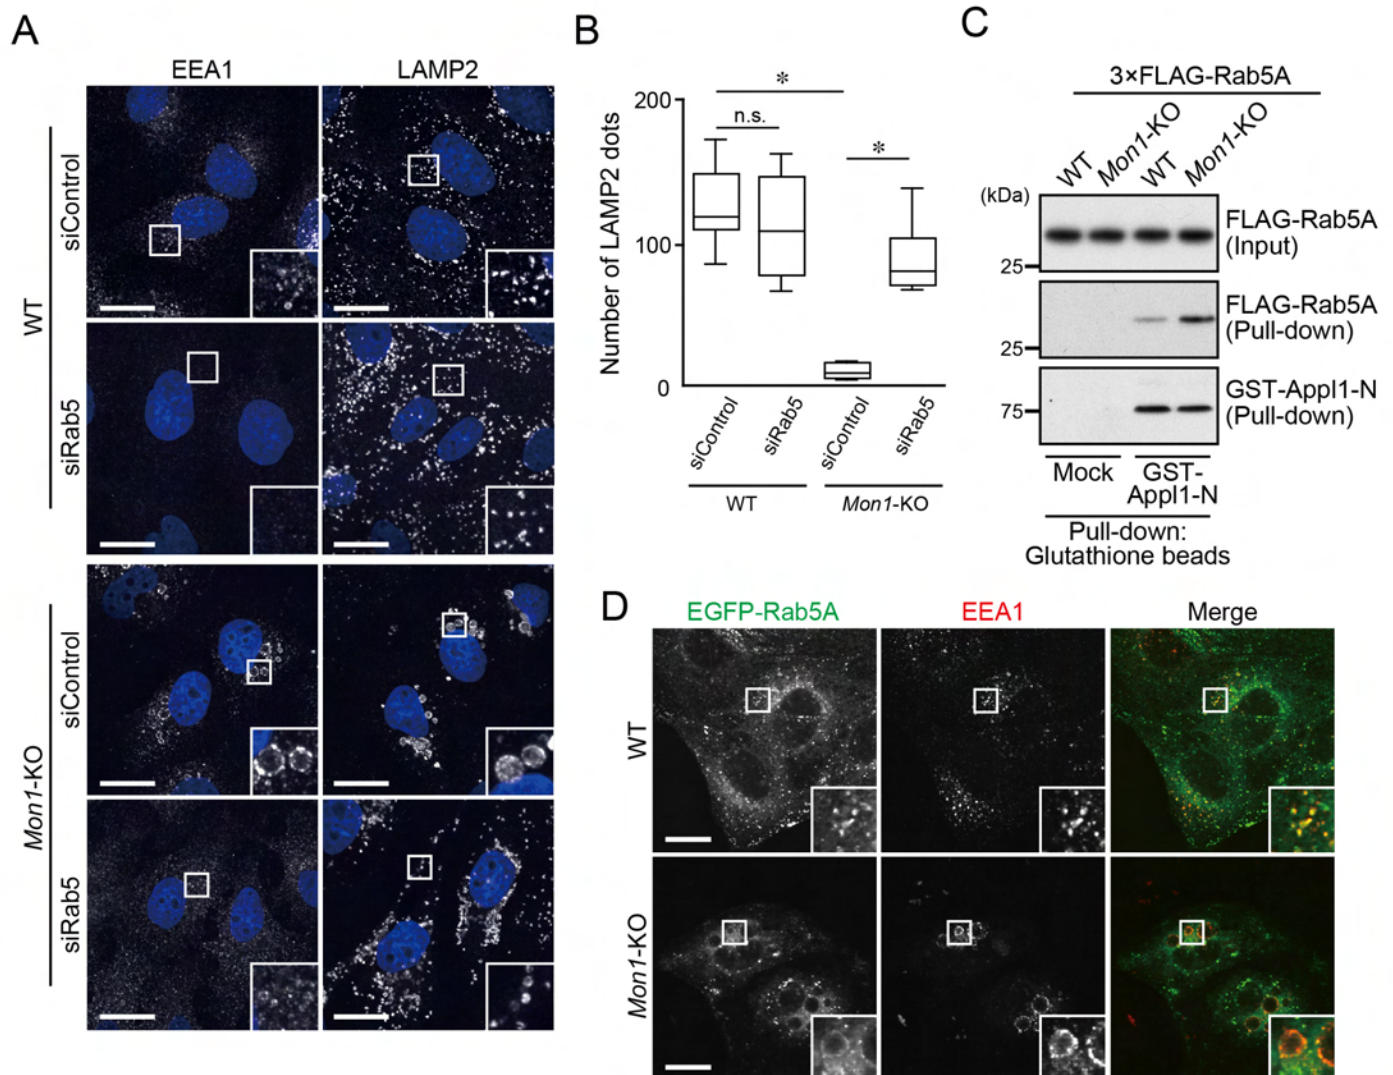 A
EEA1
LAMP2
WT
siControl
siRab5
Mon1-KO
siControl
siRab5
B
Number of LAMP2 dots
200
100
0
*
n.s.
*
siControl
siRab5
siControl
siRab5
WT
Mon1-KO
C
3×FLAG-Rab5A
WT
Mon1-KO
WT
Mon1-KO
(kDa)
FLAG-Rab5A
(Input)
25
FLAG-Rab5A
(Pull-down)
25
GST-Appl1-N
(Pull-down)
75
Mock
GST-
Appl1-N
Pull-down:
Glutathione beads
D
EGFP-Rab5A
EEA1
Merge
WT
Mon1-KO